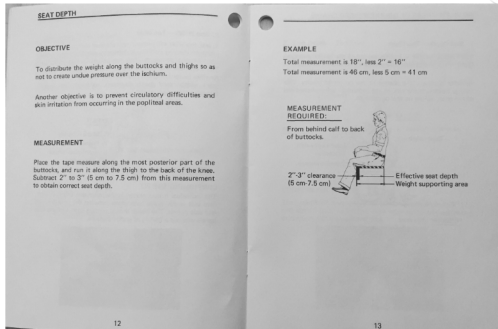 SEAT DEPTH
OBJECTIVE
To distribute the weight along the buttocks and thighs so as
not to create undue pressure over the ischium.
Another objective is to prevent circulatory difficulties and
skin irritation from occurring in the popliteal areas.
MEASUREMENT
Place the tape measure along the most posterior part of the
buttocks, and run it along the thigh to the back of the knee.
Subtract 2" to 3" (5 cm to 7.5 cm) from this measurement
to obtain correct seat depth.
12
EXAMPLE
Total measurement is 18", less 2" = 16"
Total measurement is 46 cm, less 5 cm = 41 cm
MEASUREMENT
REQUIRED:
From behind calf to back
of buttocks.
2"-3" clearance
(5 cm-7.5 cm)
Effective seat depth
Weight supporting area
13